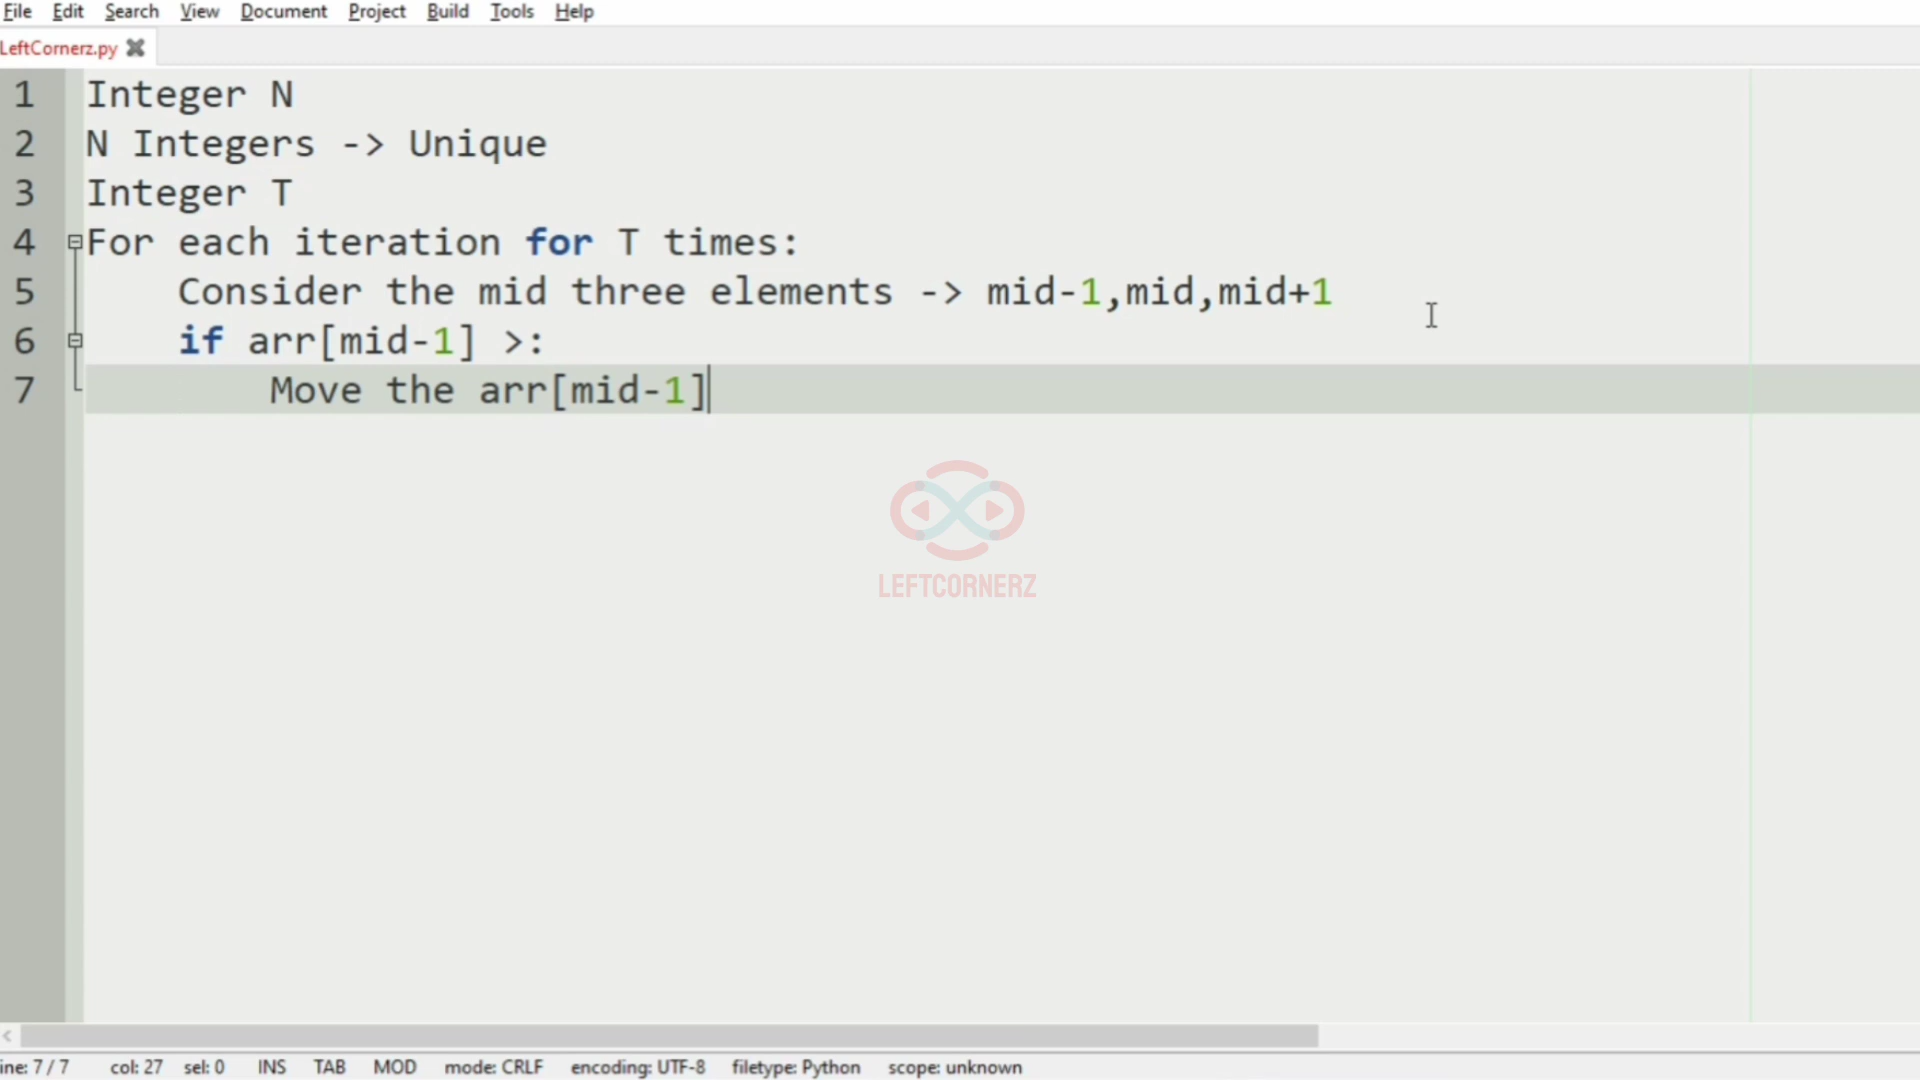 File Edit Search View Document Project Build Tools Help
LeftCornerz.py
1 Integer N
2 N Integers -> Unique
3 Integer T
4 For each iteration for T times:
5 Consider the mid three elements -> mid-1,mid,mid+1
6 if arr[mid-1] >:
7 Move the arr[mid-1]
LEFTCORNERZ
ine: 7 / 7 col: 27 sel: 0 INS TAB MOD mode: CRLF encoding: UTF-8 filetype: Python scope: unknown